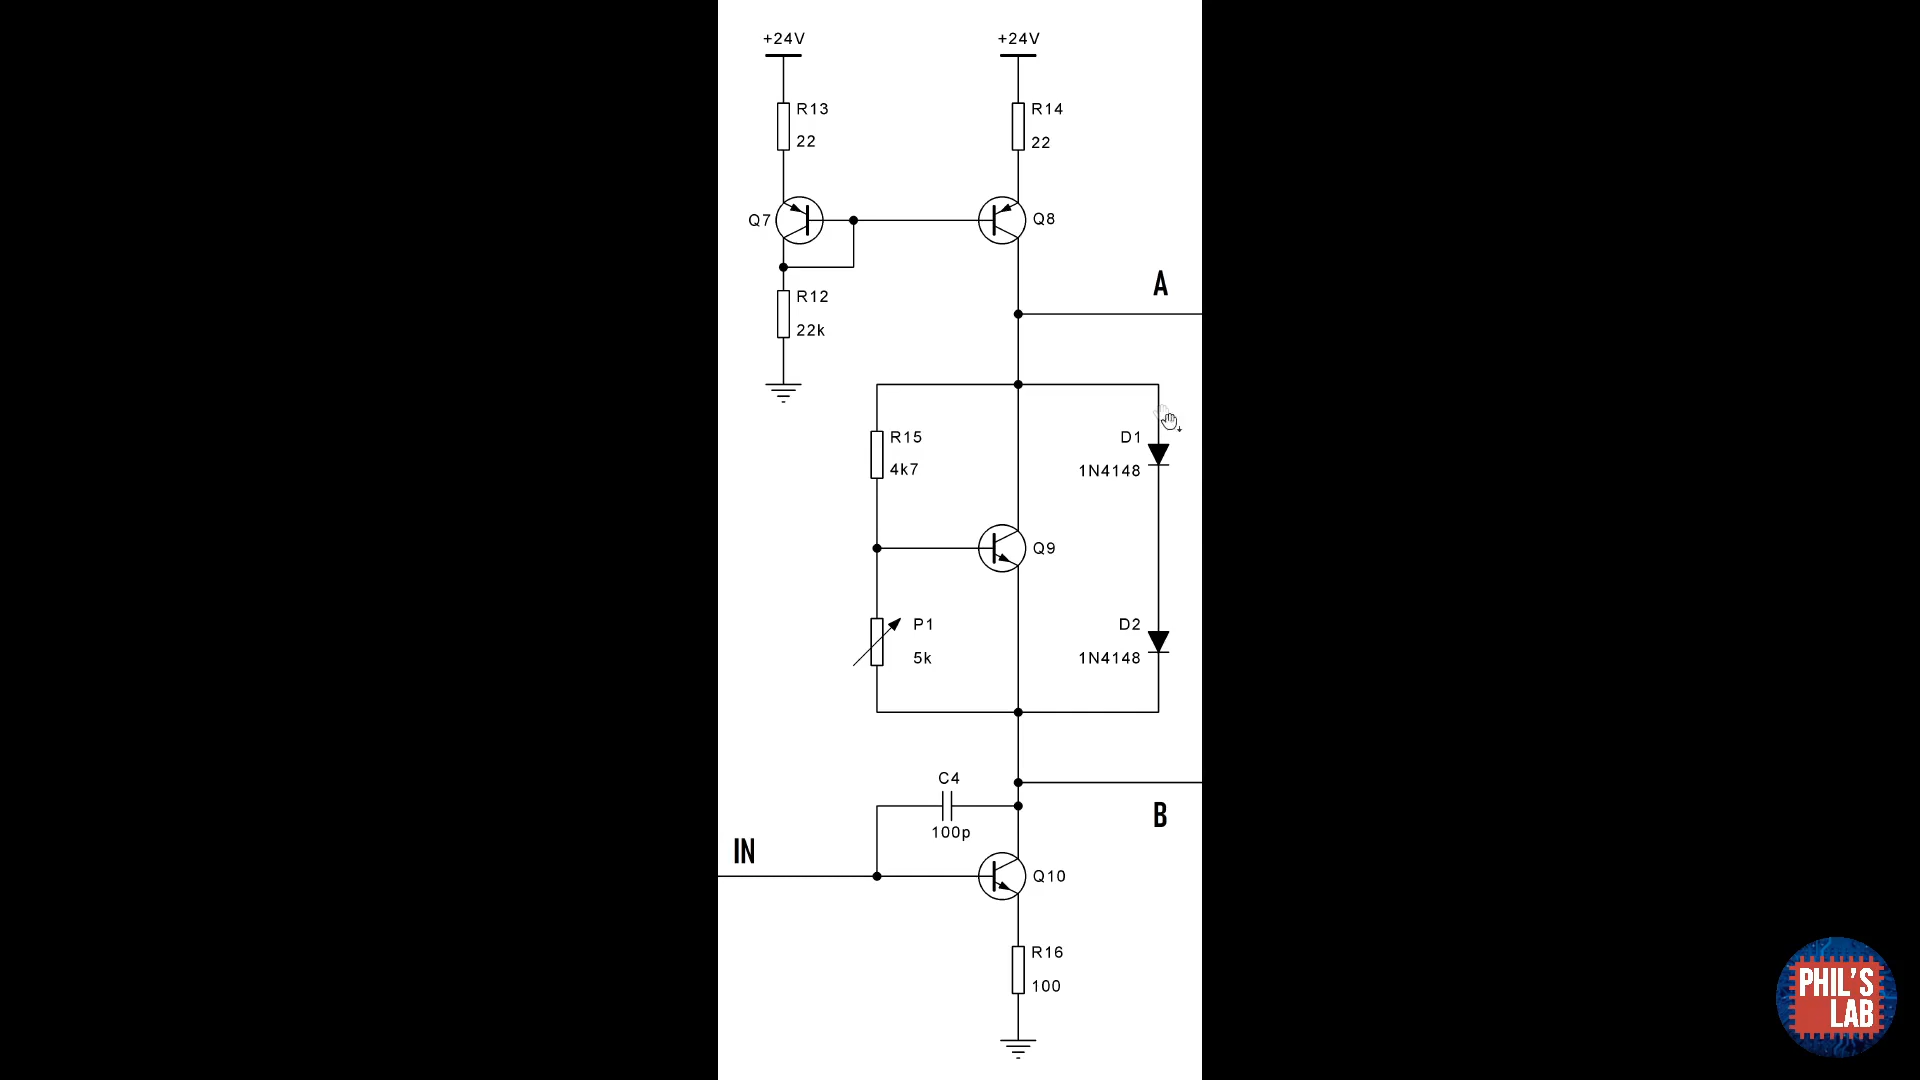 +24V
+24V
R13
22
R14
22
Q7
Q8
A
R12
22k
R15
4k7
D1
1N4148
Q9
P1
5k
D2
1N4148
C4
100p
B
IN
Q10
R16
100
PHIL'S
LAB